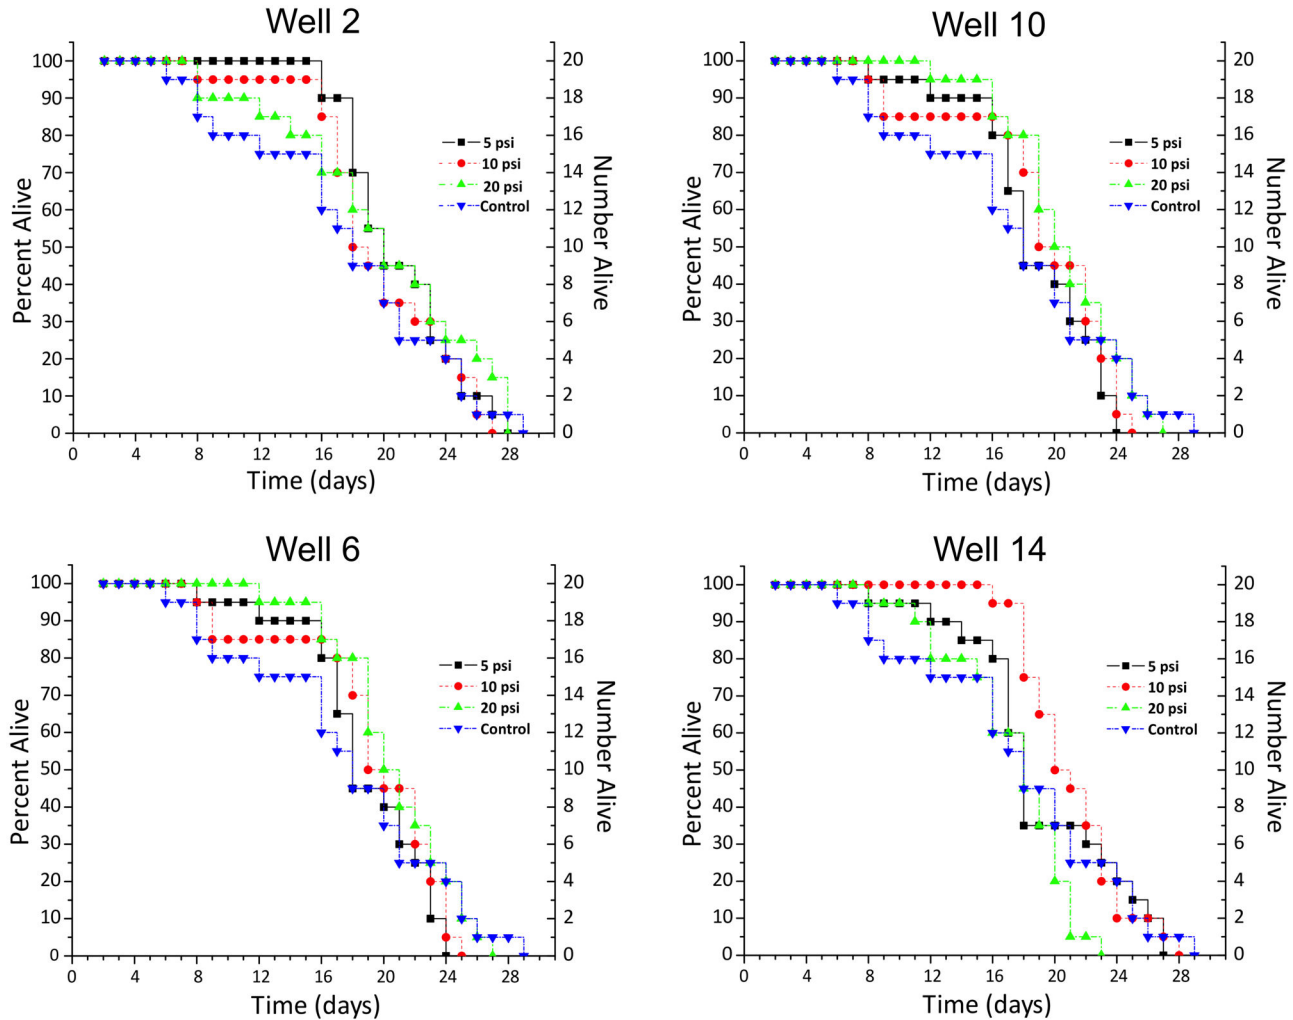 Well 2
100
90
80
70
60
50
40
30
20
10
0
Percent Alive
5 psi
10 psi
20 psi
Control
20
18
16
14
12
10
8
6
4
2
0
Number Alive
0 4 8 12 16 20 24 28
Time (days)
Well 10
100
90
80
70
60
50
40
30
20
10
0
Percent Alive
5 psi
10 psi
20 psi
Control
20
18
16
14
12
10
8
6
4
2
0
Number Alive
0 4 8 12 16 20 24 28
Time (days)
Well 6
100
90
80
70
60
50
40
30
20
10
0
Percent Alive
5 psi
10 psi
20 psi
Control
20
18
16
14
12
10
8
6
4
2
0
Number Alive
0 4 8 12 16 20 24 28
Time (days)
Well 14
100
90
80
70
60
50
40
30
20
10
0
Percent Alive
5 psi
10 psi
20 psi
Control
20
18
16
14
12
10
8
6
4
2
0
Number Alive
0 4 8 12 16 20 24 28
Time (days)